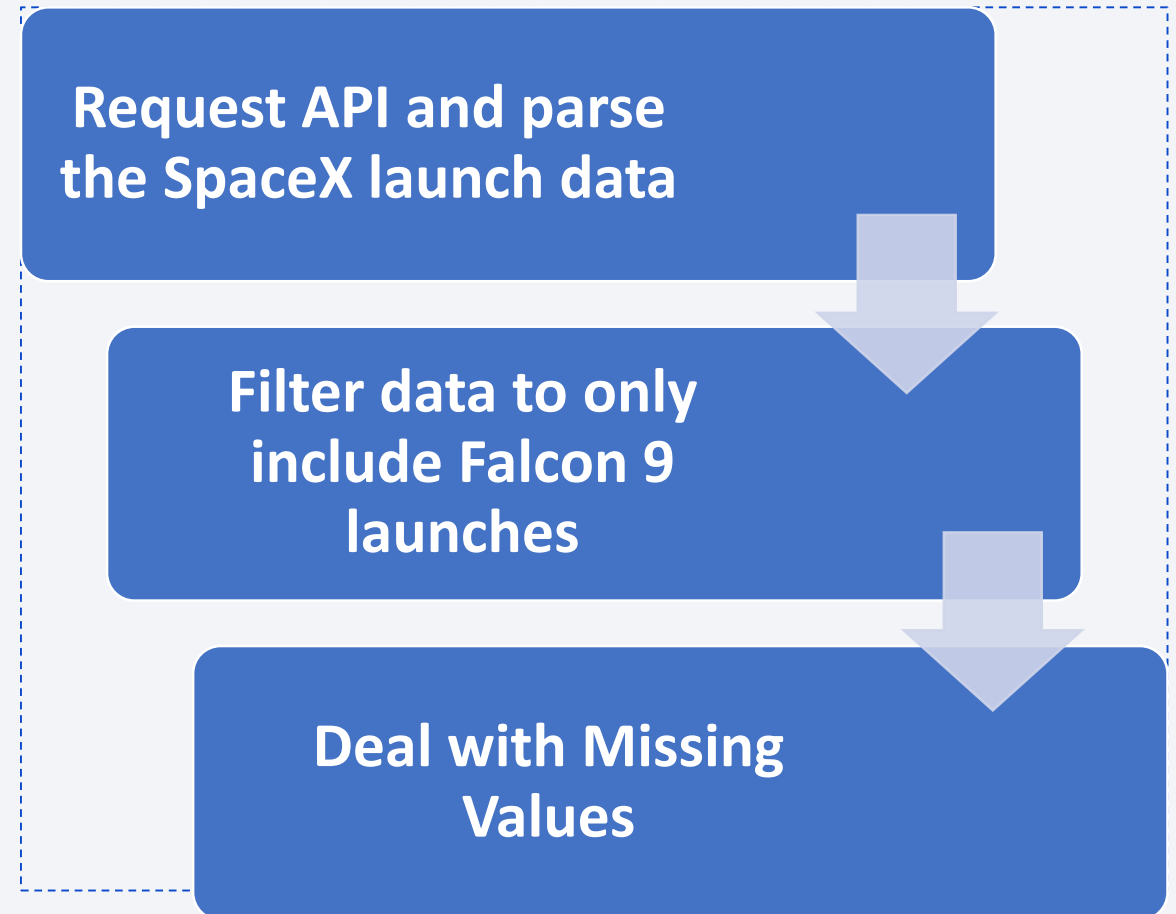 Request API and parse
the SpaceX launch data
Filter data to only
include Falcon 9
launches
Deal with Missing
Values